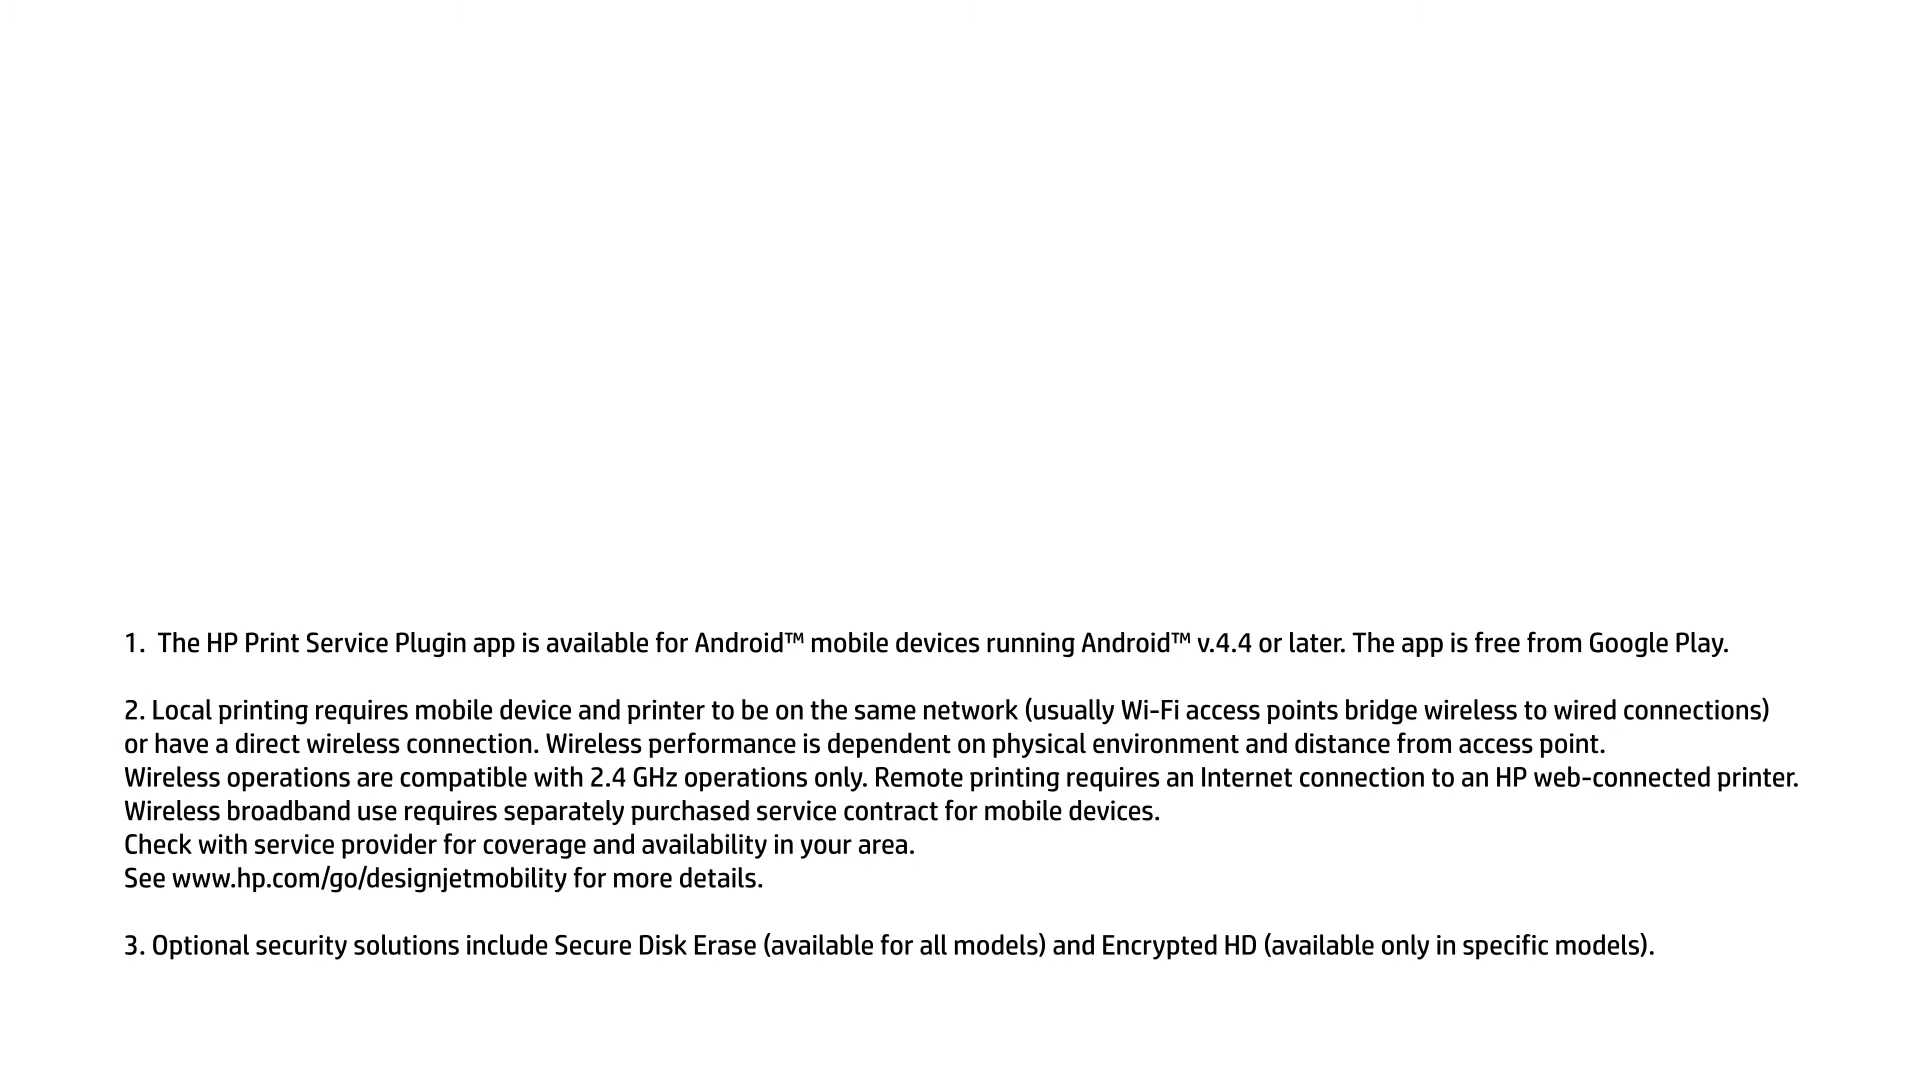 1.  The HP Print Service Plugin app is available for Android™ mobile devices running Android™ v.4.4 or later. The app is free from Google Play.
2. Local printing requires mobile device and printer to be on the same network (usually Wi-Fi access points bridge wireless to wired connections)
or have a direct wireless connection. Wireless performance is dependent on physical environment and distance from access point.
Wireless operations are compatible with 2.4 GHz operations only. Remote printing requires an Internet connection to an HP web-connected printer.
Wireless broadband use requires separately purchased service contract for mobile devices.
Check with service provider for coverage and availability in your area.
See www.hp.com/go/designjetmobility for more details.
3. Optional security solutions include Secure Disk Erase (available for all models) and Encrypted HD (available only in specific models).